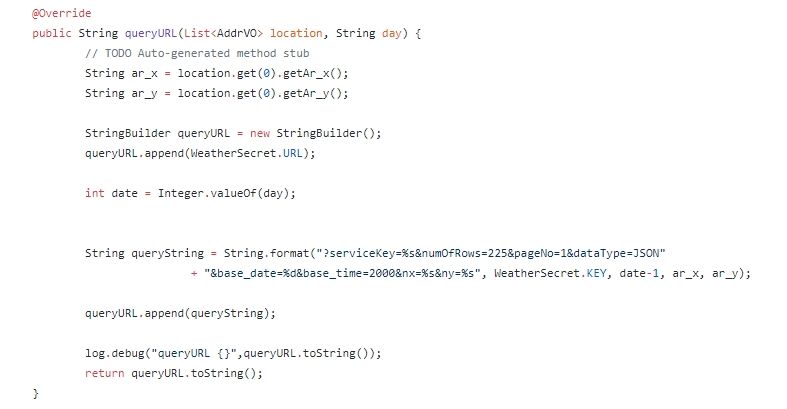 @Override
public String queryURL(List<AddrVO> location, String day) {
// TODO Auto-generated method stub
String ar_x = location.get(0).getAr_x();
String ar_y = location.get(0).getAr_y();
StringBuilder queryURL = new StringBuilder();
queryURL.append(WeatherSecret.URL);
int date = Integer.valueOf(day);
String queryString = String.format("?serviceKey=%s&numOfRows=225&pageNo=1&dataType=JSON"
+ "&base_date=%d&base_time=2000&nx=%s&ny=%s", WeatherSecret.KEY, date-1, ar_x, ar_y);
queryURL.append(queryString);
log.debug("queryURL {}",queryURL.toString());
return queryURL.toString();
}